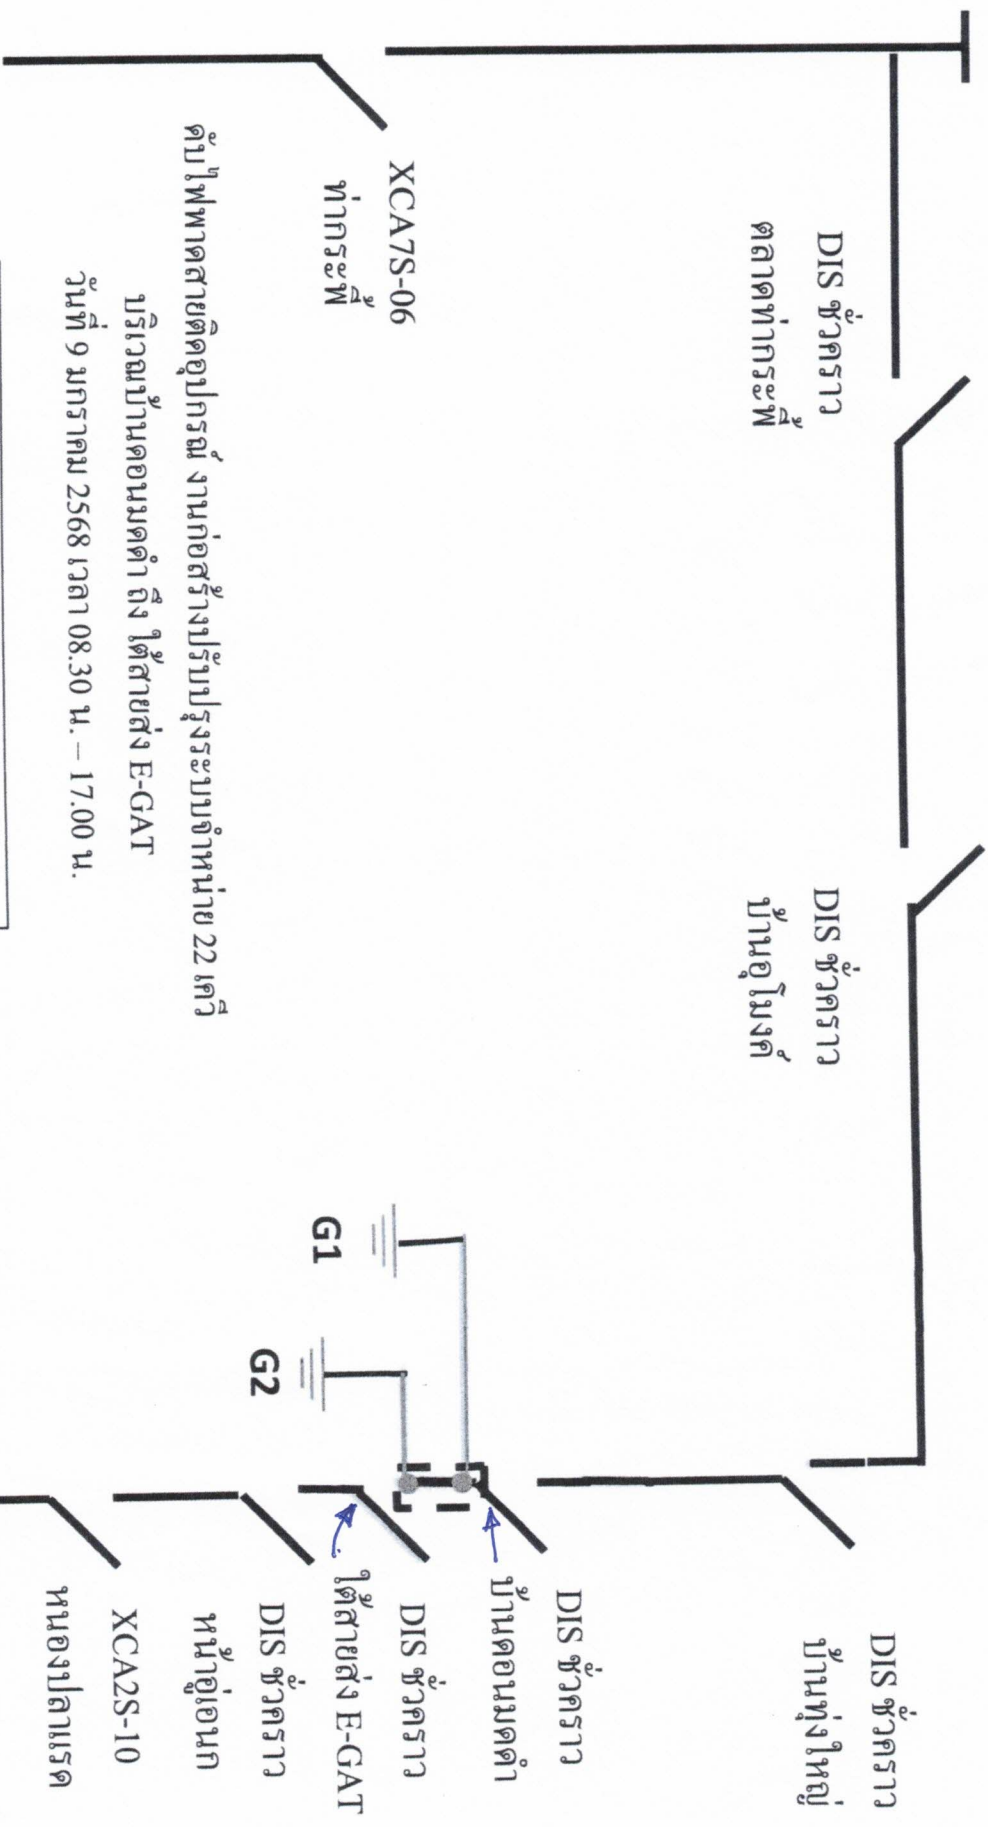 DIS ชั่วคราว
ตลาดท่ากระพี้
DIS ชั่วคราว
บ้านอุโมงค์
DIS ชั่วคราว
บ้านทุ่งใหญ่
XCA7S-06
ท่ากระพี้
DIS ชั่วคราว
บ้านดอนมดดำ
DIS ชั่วคราว
ใต้สายส่ง E-GAT
DIS ชั่วคราว
หน้าอู่เอนก
XCA2S-10
หนองปลาแรด
G1
G2
ดับไฟพาดสายติดอุปกรณ์ งานก่อสร้างปรับปรุงระบบจำหน่าย 22 เควี
บริเวณบ้านดอนมดดำ ถึง ใต้สายส่ง E-GAT
วันที่ 9 มกราคม 2568 เวลา 08.30 น. – 17.00 น.